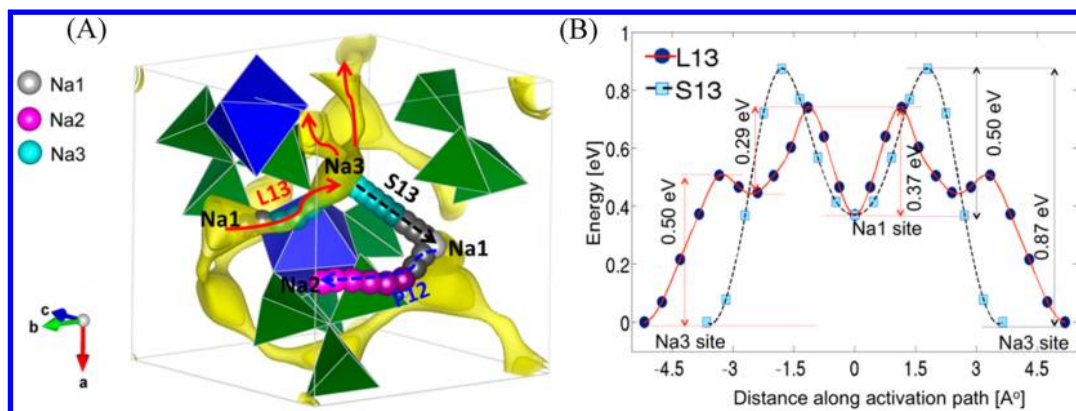 (A)
Na1
Na2
Na3
c
b
a
Na3
L13
S13
Na1
Na1
Na2
P12
(B)
L13
S13
Energy [eV]
1
0.8
0.6
0.4
0.2
0
0.50 eV
0.29 eV
0.37 eV
0.50 eV
0.87 eV
Na1 site
Na3 site
Na3 site
-4.5 -3 -1.5 0 1.5 3 4.5
Distance along activation path [Aº]